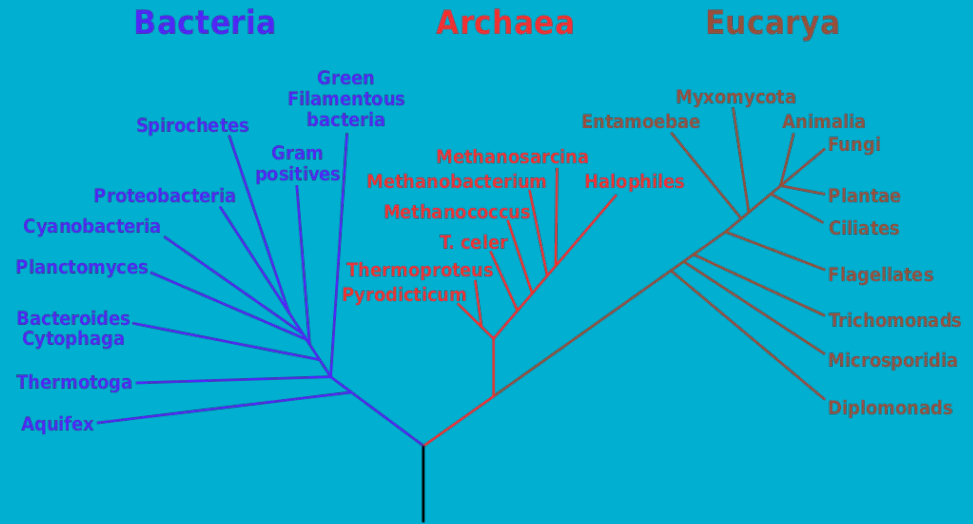 Bacteria
Archaea
Eucarya
Green
Filamentous
bacteria
Spirochetes
Gram
positives
Proteobacteria
Cyanobacteria
Planctomyces
Bacteroides
Cytophaga
Thermotoga
Aquifex
Methanosarcina
Methanobacterium
Halophiles
Methanococcus
T. celer
Thermoproteus
Pyrodicticum
Myxomycota
Entamoebae
Animalia
Fungi
Plantae
Ciliates
Flagellates
Trichomonads
Microsporidia
Diplomonads